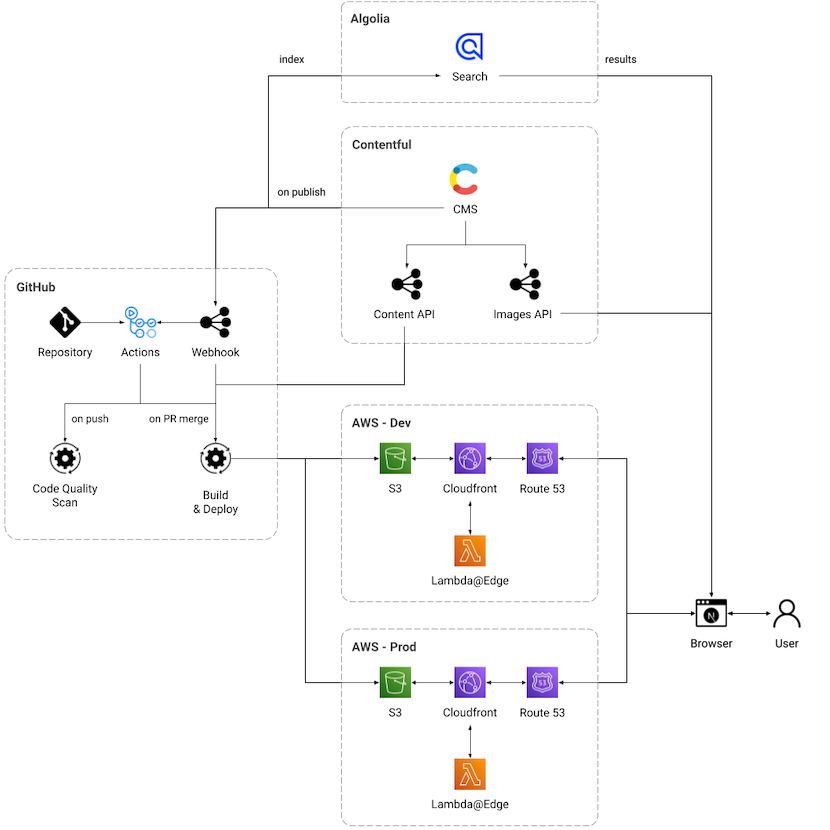 Algolia
index
results
Search
Contentful
on publish
CMS
GitHub
Content API
Images API
Repository
Actions
Webhook
on push
on PR merge
AWS - Dev
Code Quality
Scan
Build
& Deploy
S3
Cloudfront
Route 53
Lambda@Edge
Browser
User
AWS - Prod
S3
Cloudfront
Route 53
Lambda@Edge